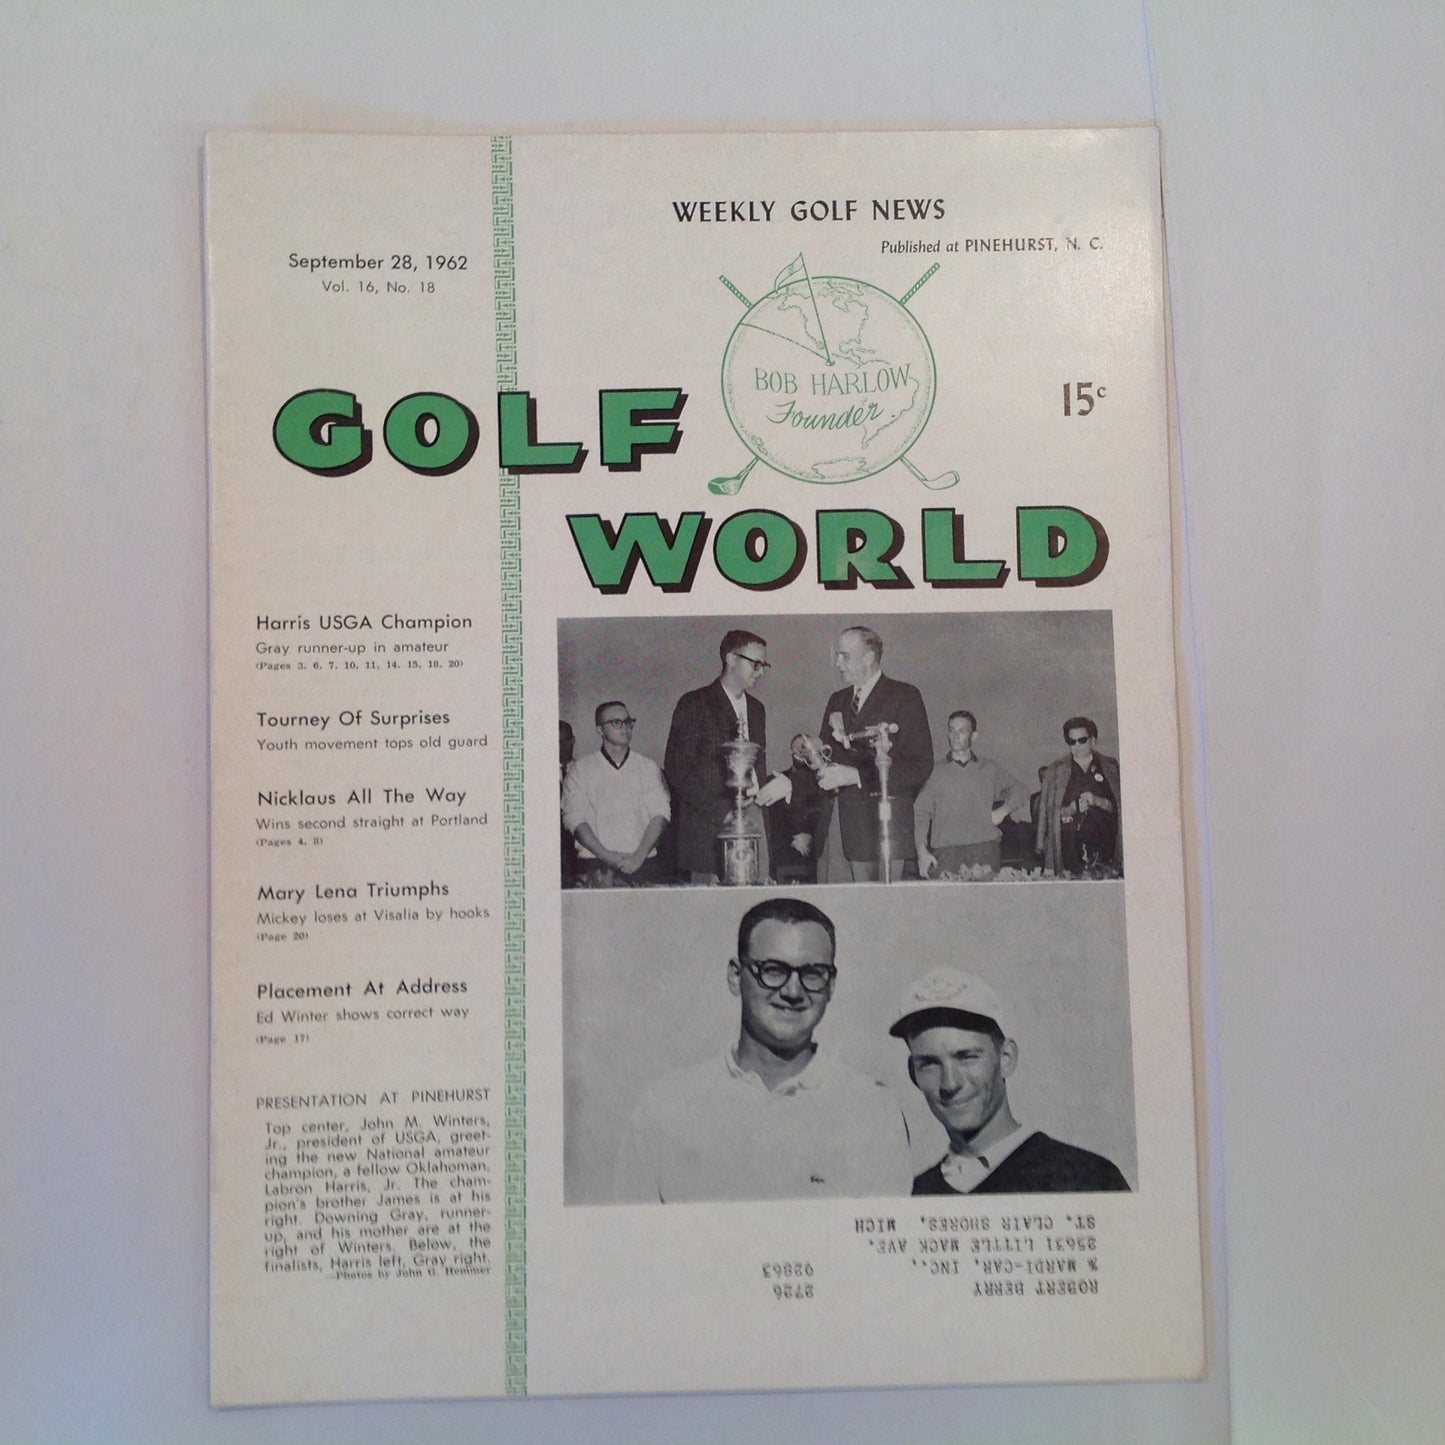 WEEKLY GOLF NEWS
Published at PINEHURST, N. C.
September 28, 1962
Vol. 16, No. 18
BOB HARLOW
Founder
15c
GOLF
WORLD
Harris USGA Champion
Gray runner-up in amateur
(Pages 3, 6, 7, 10, 11, 14, 15, 18, 20)
Tourney Of Surprises
Youth movement tops old guard
Nicklaus All The Way
Wins second straight at Portland
(Pages 4, 8)
Mary Lena Triumphs
Mickey loses at Visalia by hooks
(Page 20)
Placement At Address
Ed Winter shows correct way
(Page 17)
PRESENTATION AT PINEHURST
Top center, John M. Winters,
Jr., president of USGA, greet-
ing the new National amateur
champion, a fellow Oklahoman,
Labron Harris, Jr. The cham-
pion's brother James is at his
right. Downing Gray, runner-
up, and his mother are at the
right of Winters. Below, the
finalists, Harris left, Gray right.
—Photos by John G. Hemmer
ROBERT BERRY 2726
% MARDI-CAR, INC., 92863
25631 LITTLE MACK AVE.
ST. CLAIR SHORES, MICH